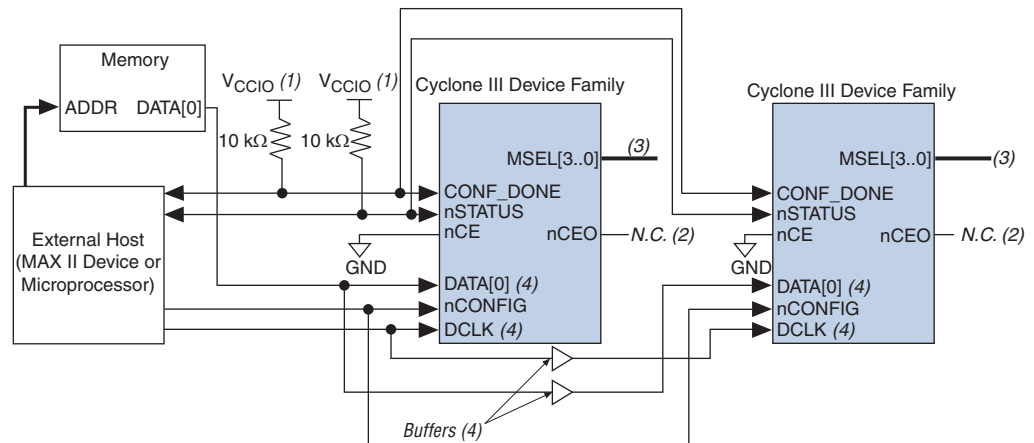 Memory
ADDR DATA[0]
VCCIO (1)
VCCIO (1)
10 kΩ
10 kΩ
Cyclone III Device Family
MSEL[3..0]
(3)
CONF_DONE
nSTATUS
nCE
nCEO
N.C. (2)
GND
DATA[0] (4)
nCONFIG
DCLK (4)
Cyclone III Device Family
MSEL[3..0]
(3)
CONF_DONE
nSTATUS
nCE
nCEO
N.C. (2)
GND
DATA[0] (4)
nCONFIG
DCLK (4)
External Host
(MAX II Device or
Microprocessor)
Buffers (4)